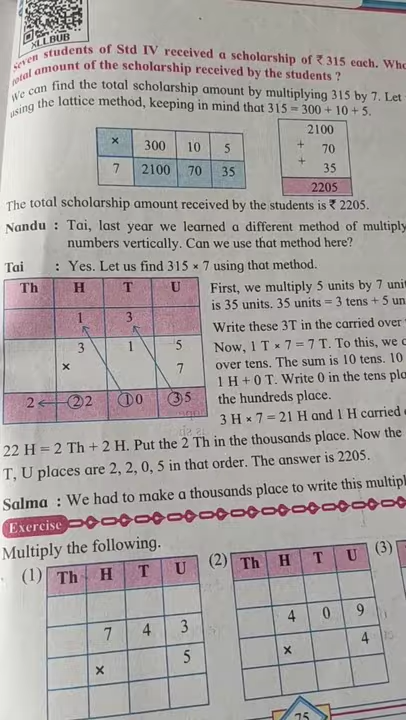 XLLBUB
Seven students of Std IV received a scholarship of ₹ 315 each.
total amount of the scholarship received by the students ?
We can find the total scholarship amount by multiplying 315 by 7. Let
using the lattice method, keeping in mind that 315 = 300 + 10 + 5.
× 300 10 5
7 2100 70 35
2100
+ 70
+ 35
2205
The total scholarship amount received by the students is ₹ 2205.
Nandu : Tai, last year we learned a different method of multiply
numbers vertically. Can we use that method here?
Tai : Yes. Let us find 315 × 7 using that method.
Th H T U
1 3
3 1 5
× 7
2 ← ②2 ①0 ③5
First, we multiply 5 units by 7
is 35 units. 35 units = 3 tens + 5
Write these 3T in the carried over
Now, 1 T × 7 = 7 T. To this, we
over tens. The sum is 10 tens. 10
1 H + 0 T. Write 0 in the tens
the hundreds place.
3 H × 7 = 21 H and 1 H carried
22 H = 2 Th + 2 H. Put the 2 Th in the thousands place. Now the
T, U places are 2, 2, 0, 5 in that order. The answer is 2205.
Salma : We had to make a thousands place to write this
Exercise
Multiply the following.
(1) Th H T U
7 4 3
× 5
(2) Th H T U
4 0 9
× 4
(3)
75